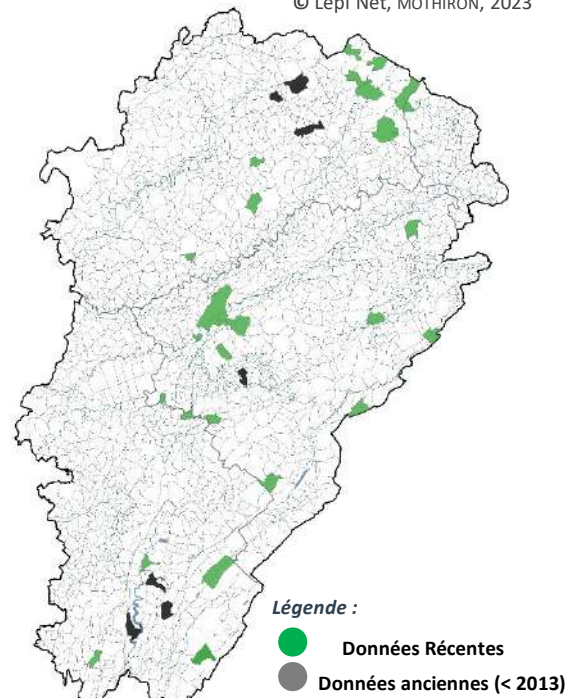 © Lepi'Net, MOTHIRON, 2023
Légende :
Données Récentes
Données anciennes (< 2013)